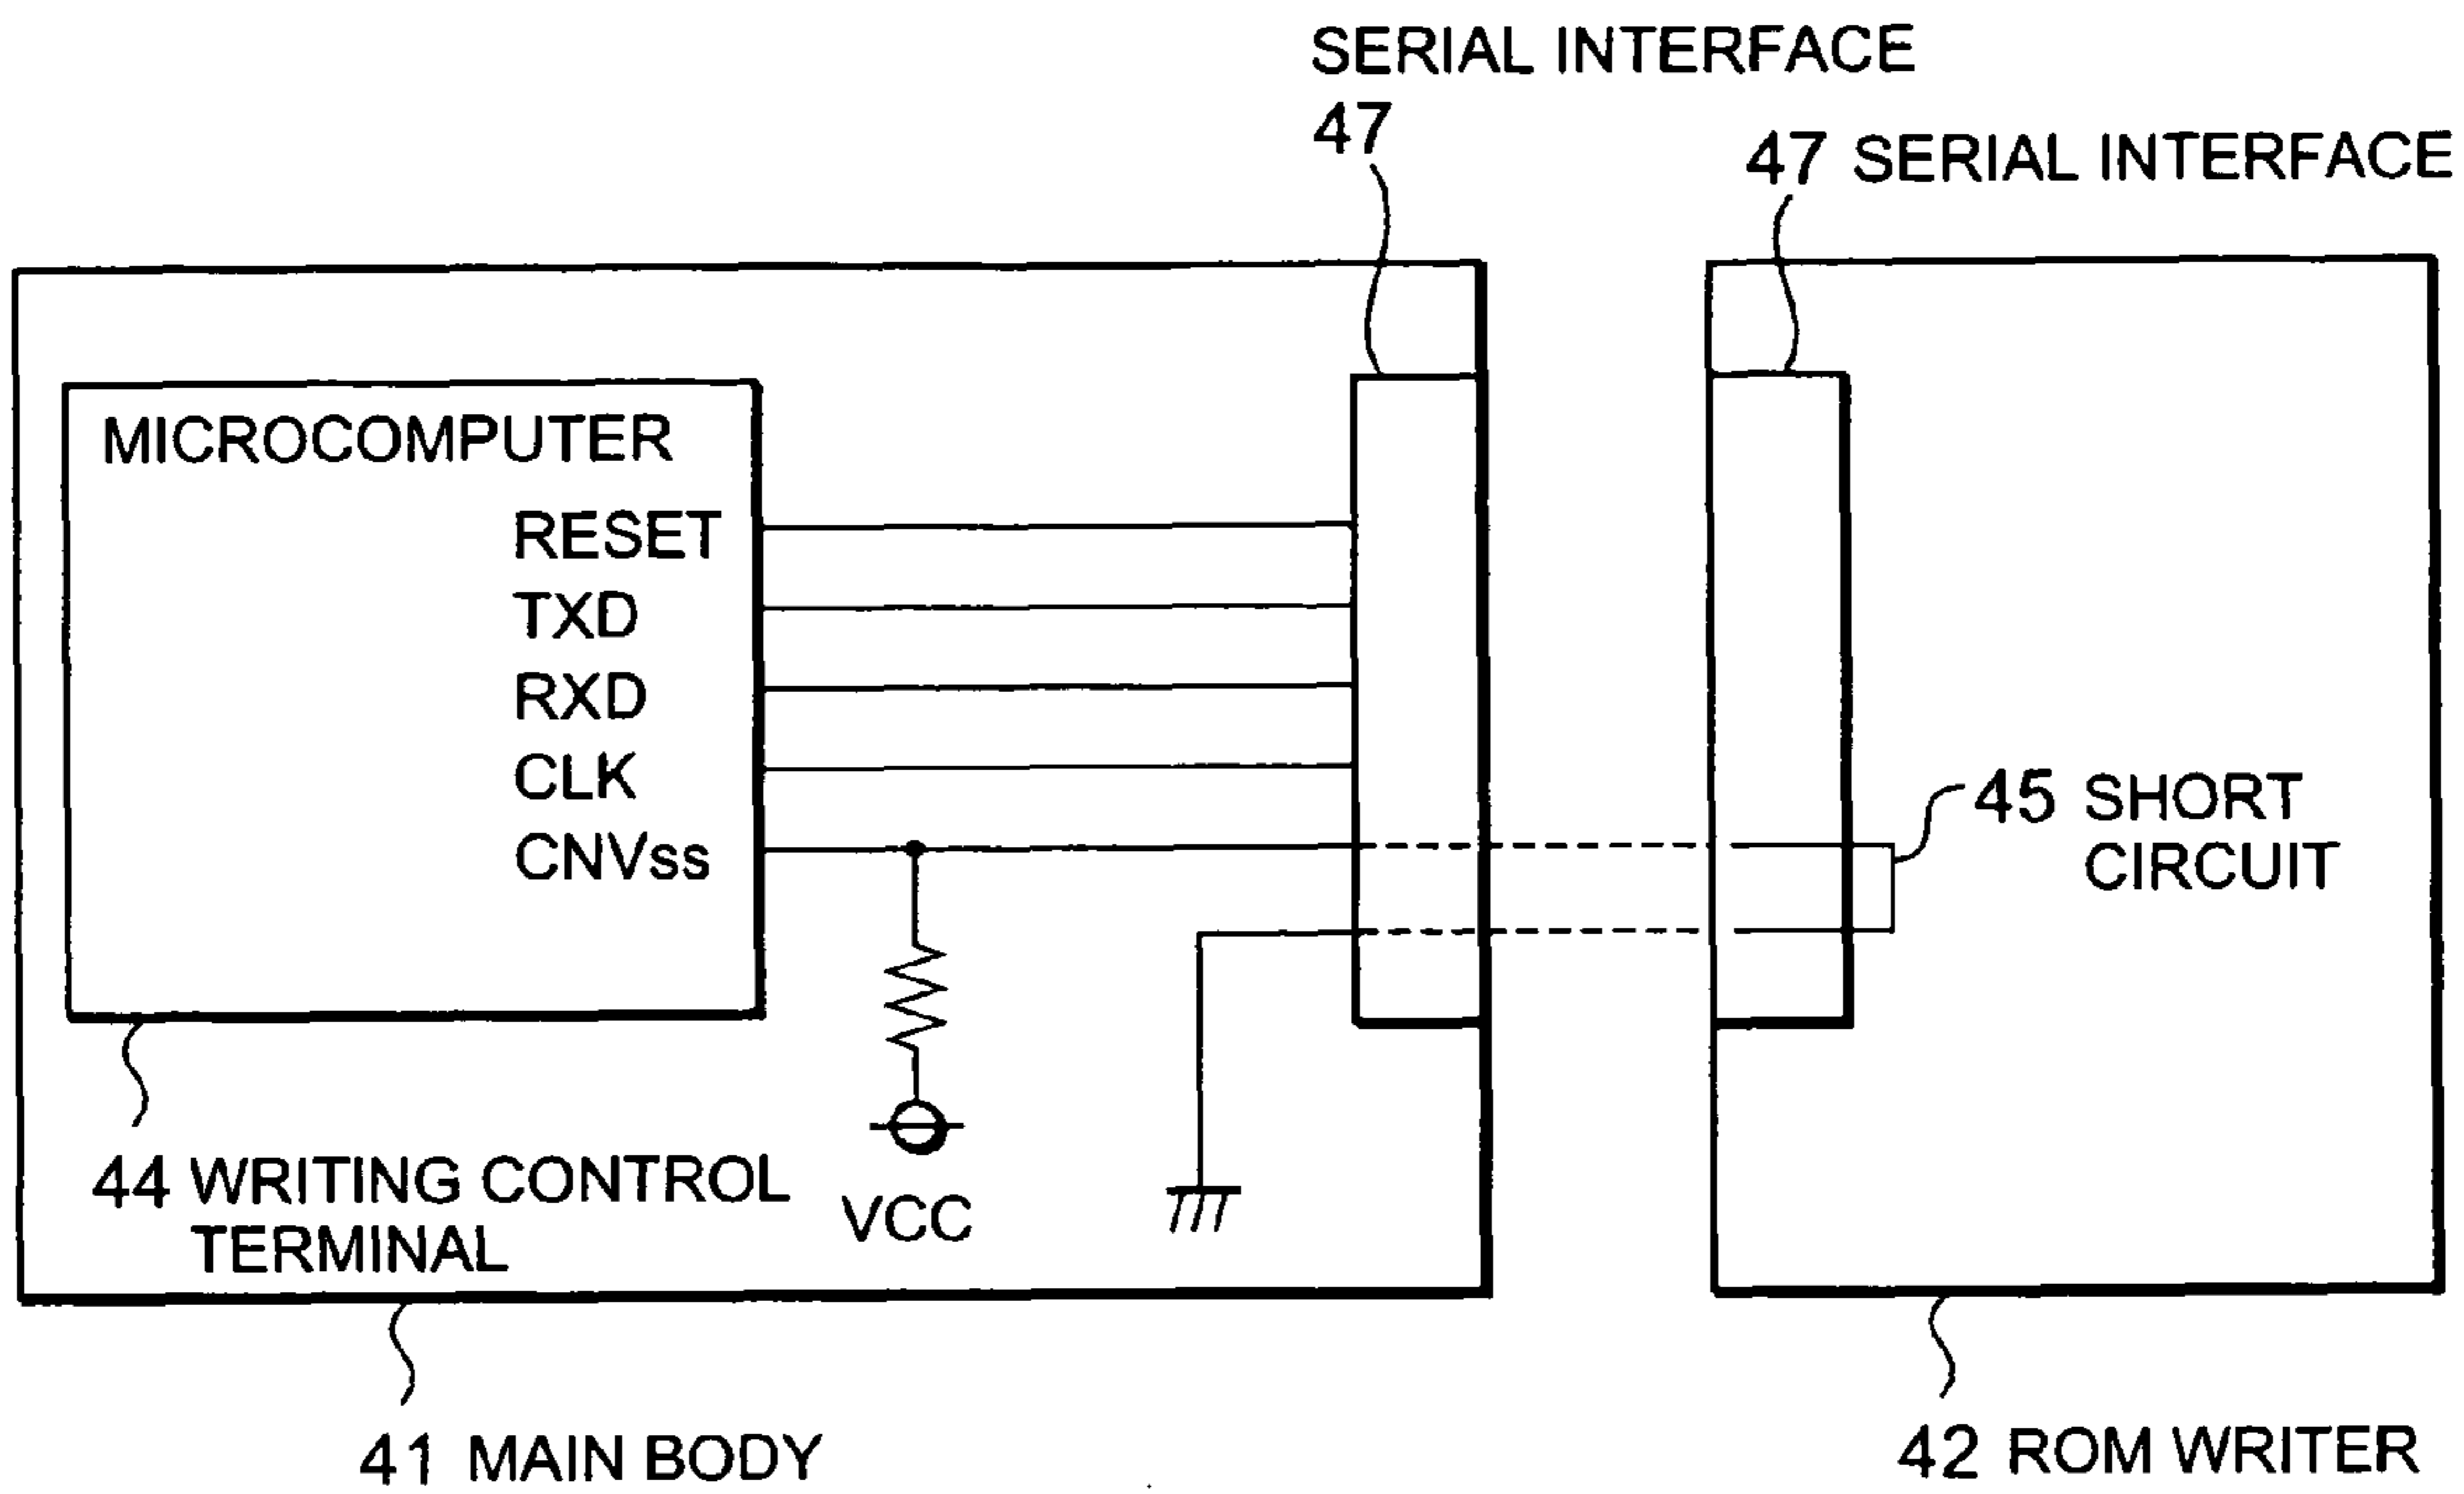 SERIAL INTERFACE
47
47 SERIAL INTERFACE
MICROCOMPUTER
RESET
TXD
RXD
CLK
CNVss
45 SHORT
CIRCUIT
44 WRITING CONTROL
TERMINAL
VCC
41 MAIN BODY
42 ROM WRITER